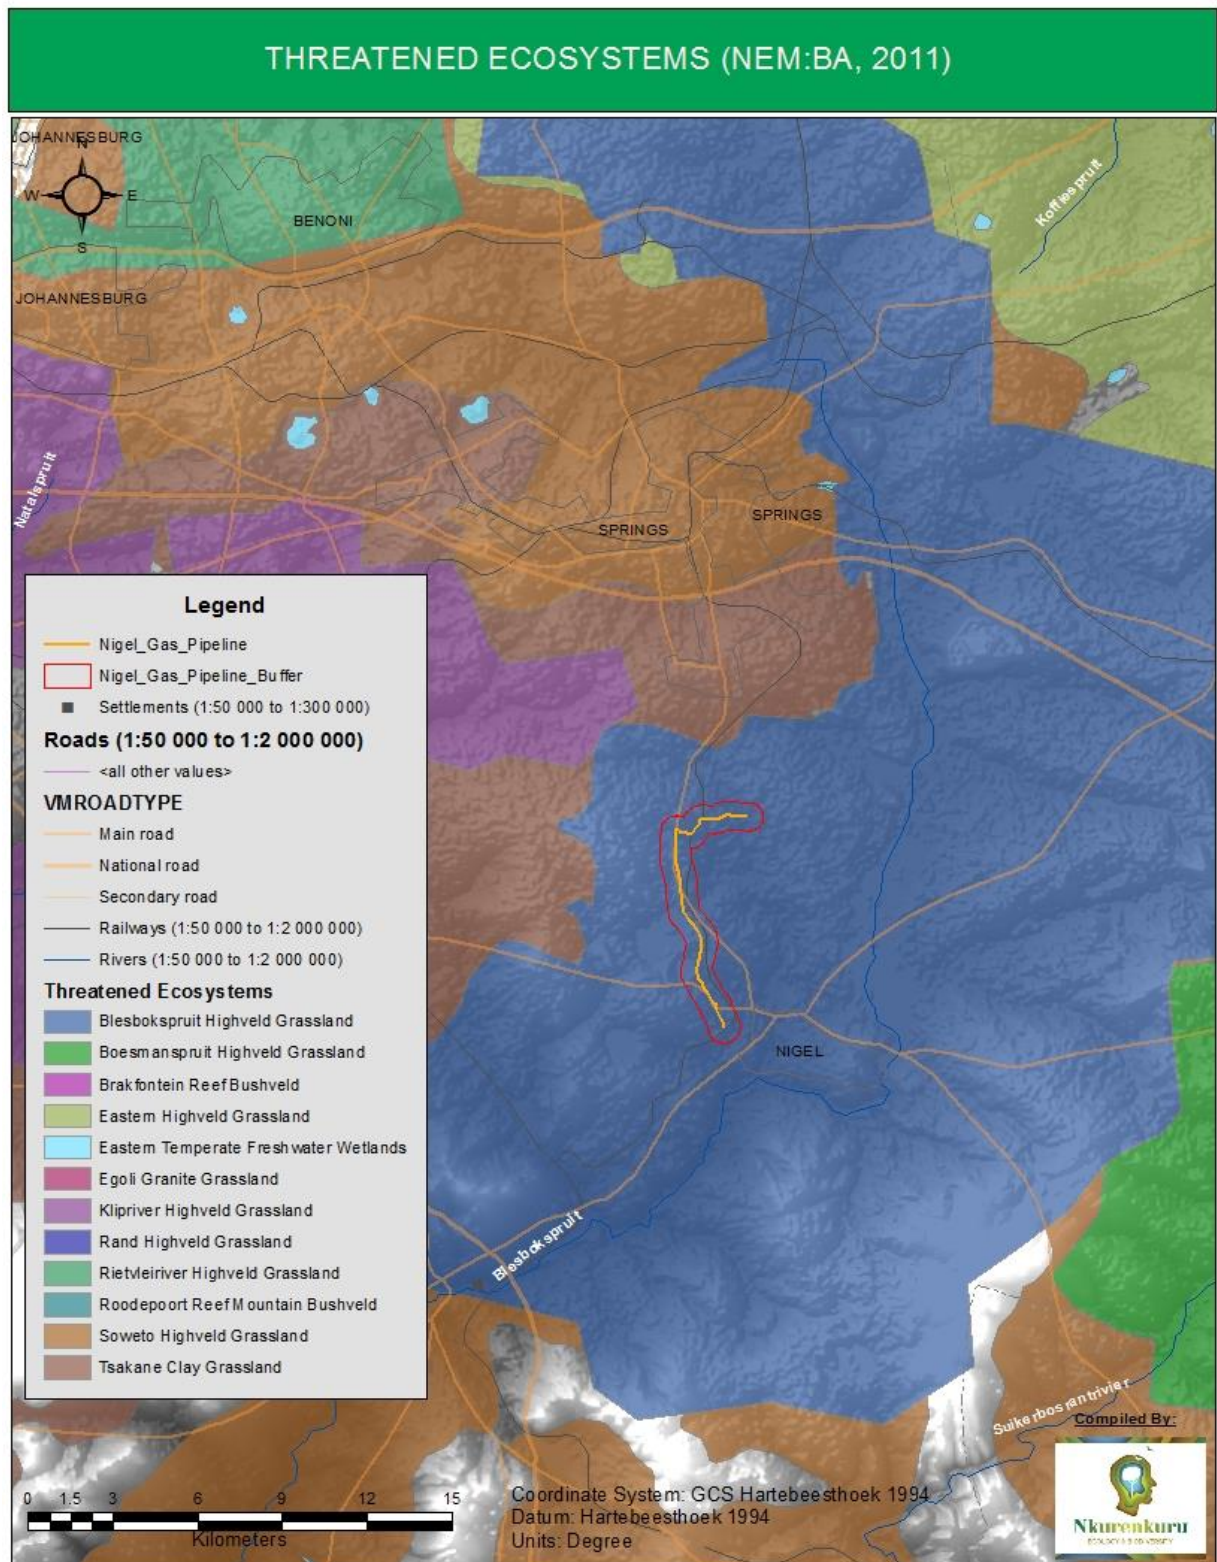 THREATENED ECOSYSTEMS (NEM:BA, 2011)
JOHANNESBURG
N
W
E
S
BENONI
JOHANNESBURG
Koffiespruit
Natalspruit
SPRINGS
SPRINGS
Legend
Nigel_Gas_Pipeline
Nigel_Gas_Pipeline_Buffer
Settlements (1:50 000 to 1:300 000)
Roads (1:50 000 to 1:2 000 000)
<all other values>
VMROADTYPE
Main road
National road
Secondary road
Railways (1:50 000 to 1:2 000 000)
Rivers (1:50 000 to 1:2 000 000)
Threatened Ecosystems
Blesbokspruit Highveld Grassland
Boesmanspruit Highveld Grassland
Brakfontein Reef Bushveld
Eastern Highveld Grassland
Eastern Temperate Freshwater Wetlands
Egoli Granite Grassland
Klipriver Highveld Grassland
Rand Highveld Grassland
Rietvleiriver Highveld Grassland
Roodepoort Reef Mountain Bushveld
Soweto Highveld Grassland
Tsakane Clay Grassland
NIGEL
Blesbokspruit
Suikerbosrantrivier
Compiled By:
Nkurenkuru
ECOLOGY & BIODIVERSITY
0 1.5 3 6 9 12 15
Kilometers
Coordinate System: GCS Hartebeesthoek 1994
Datum: Hartebeesthoek 1994
Units: Degree